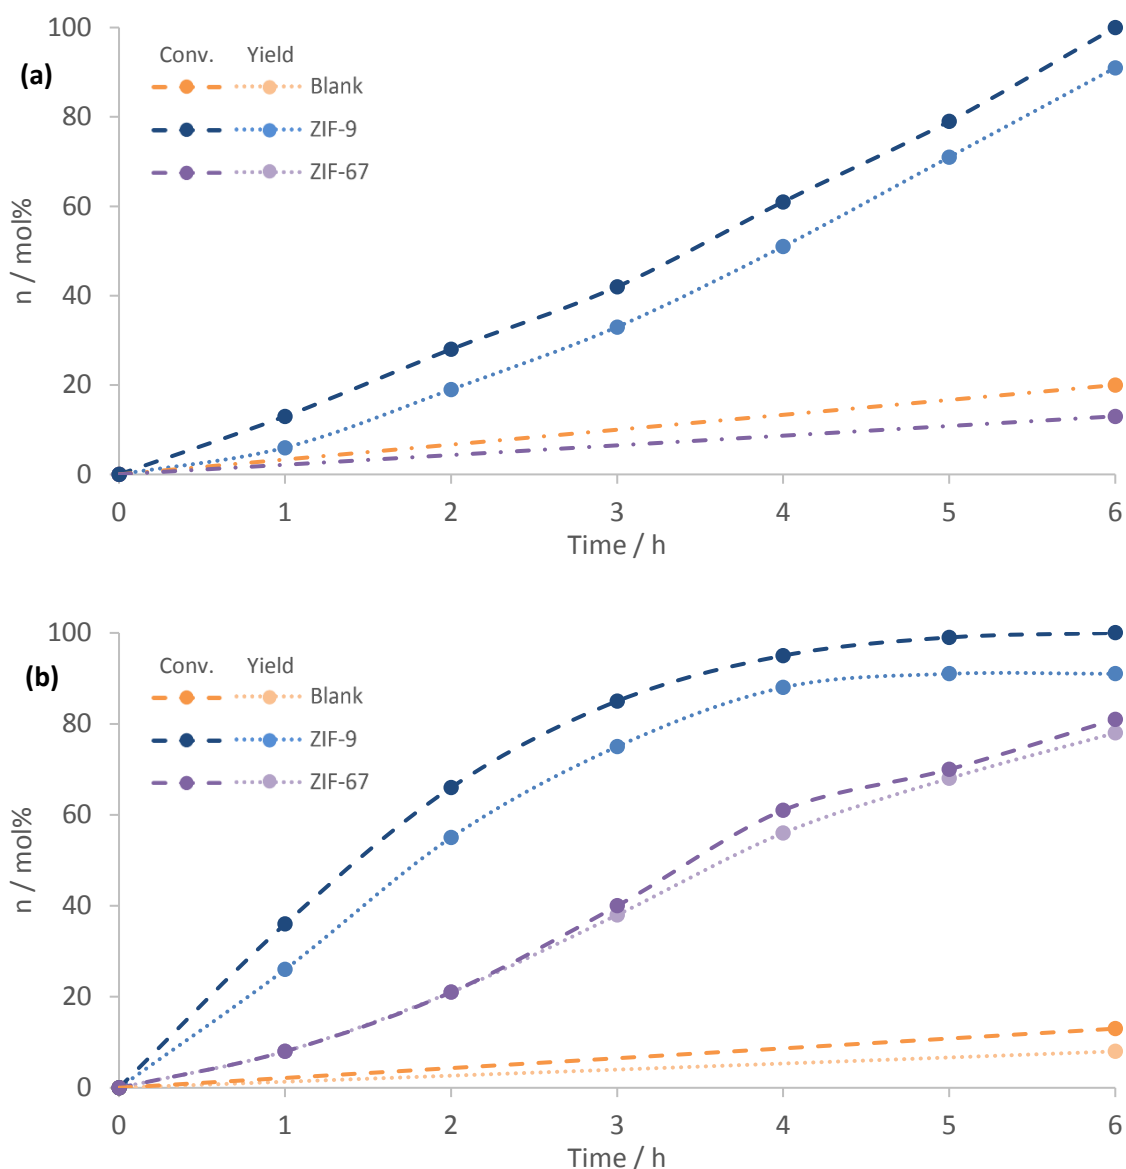 (a)
Conv. Yield
Blank
ZIF-9
ZIF-67
n / mol%
100
80
60
40
20
0
0 1 2 3 4 5 6
Time / h
(b)
Conv. Yield
Blank
ZIF-9
ZIF-67
n / mol%
100
80
60
40
20
0
0 1 2 3 4 5 6
Time / h